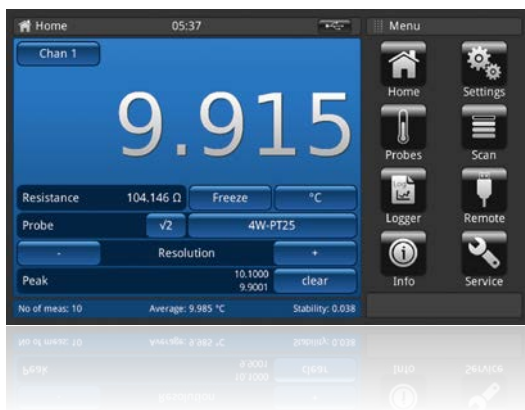 Home 05:37
Menu
Chan 1
9.915
Home Settings
Probes Scan
Resistance 104.146 Ω Freeze °C
Probe √2 4W-PT25
Logger Remote
- Resolution +
Peak 10.1000
9.9001 clear
Info Service
No of meas: 10 Average: 9.985 °C Stability: 0.038